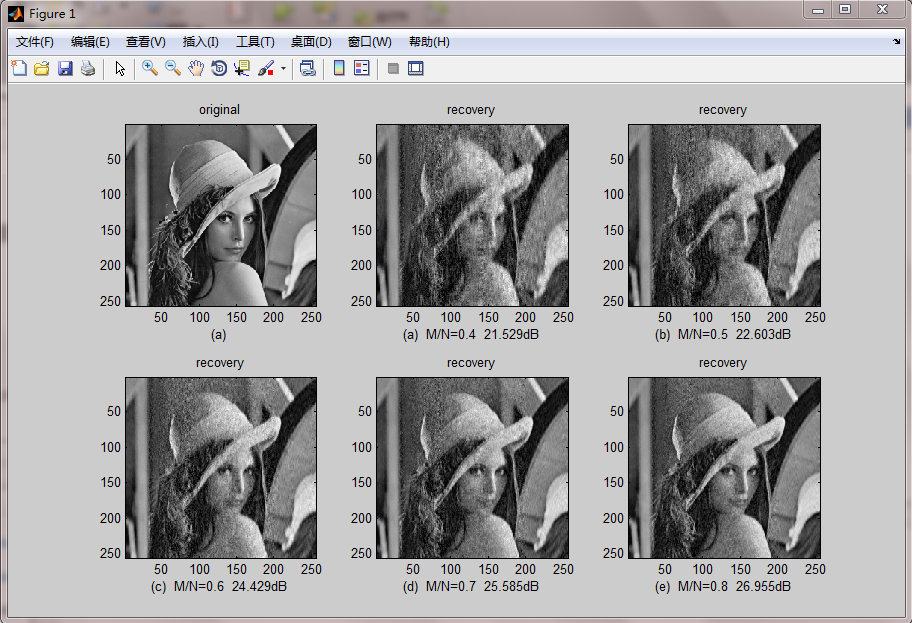 Figure 1
文件(F) 编辑(E) 查看(V) 插入(I) 工具(T) 桌面(D) 窗口(W) 帮助(H)
original recovery recovery
50 50 50
100 100 100
150 150 150
200 200 200
250 250 250
50 100 150 200 250 50 100 150 200 250 50 100 150 200 250
(a) (a) M/N=0.4 21.529dB (b) M/N=0.5 22.603dB
recovery recovery recovery
50 50 50
100 100 100
150 150 150
200 200 200
250 250 250
50 100 150 200 250 50 100 150 200 250 50 100 150 200 250
(c) M/N=0.6 24.429dB (d) M/N=0.7 25.585dB (e) M/N=0.8 26.955dB